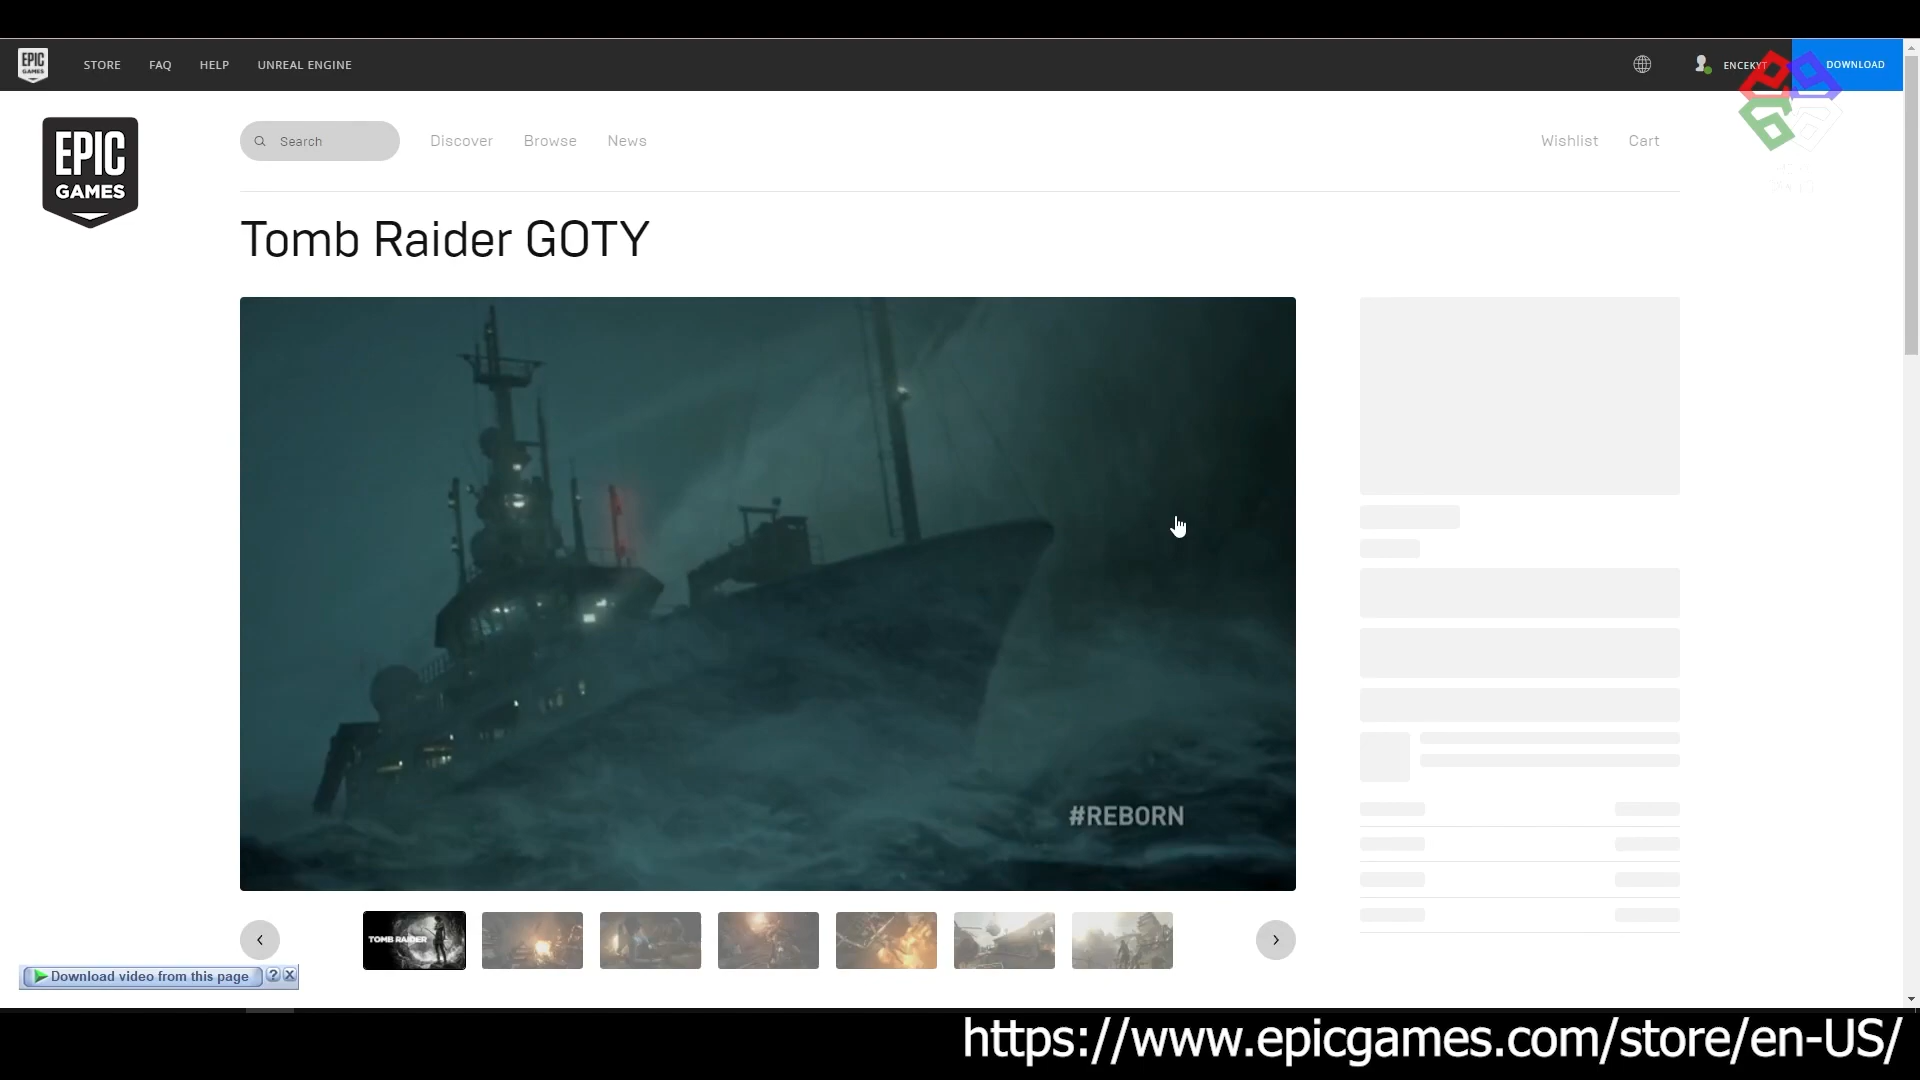 EPIC GAMES
STORE
FAQ
HELP
UNREAL ENGINE
DOWNLOAD
EPIC
GAMES
Search
Discover
Browse
News
Wishlist
Cart
Tomb Raider GOTY
#REBORN
TOMB RAIDER
Download video from this page
?
https://www.epicgames.com/store/en-US/